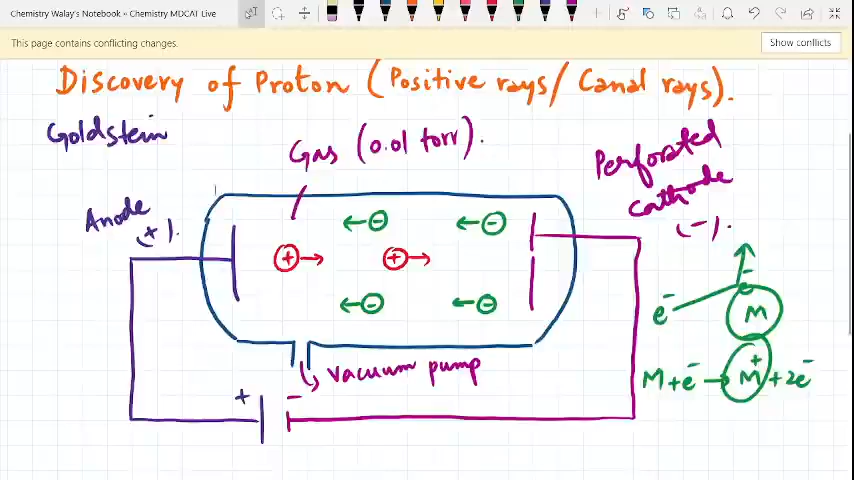 Chemistry Walay's Notebook » Chemistry MDCAT Live
This page contains conflicting changes.
Show conflicts
Discovery of Proton (Positive rays/ Canal rays).
Goldstein
Gas (0.01 torr).
Perforated
cathode
(-).
Anode
(+).
⊖ ⊖
⊕ ⊕
⊖ ⊖
e⁻
e⁻ M
M + e⁻ → M⁺ + 2e⁻
vacuum pump
+ -